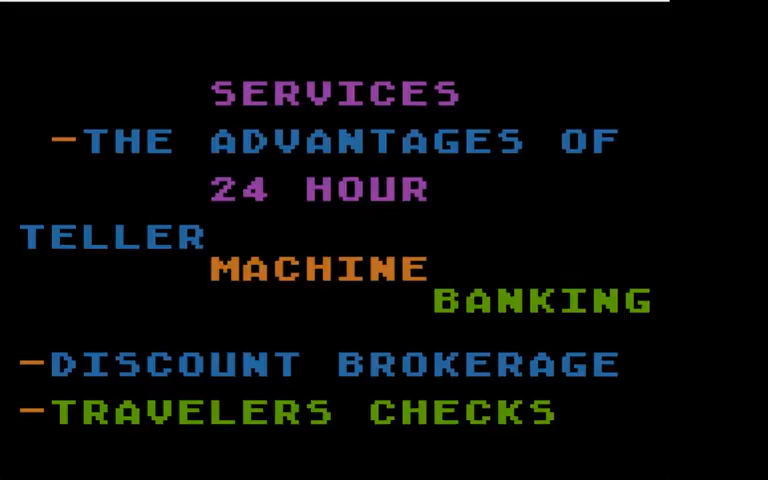 SERVICES
-THE ADVANTAGES OF
24 HOUR
TELLER
MACHINE
BANKING
-DISCOUNT BROKERAGE
-TRAVELERS CHECKS